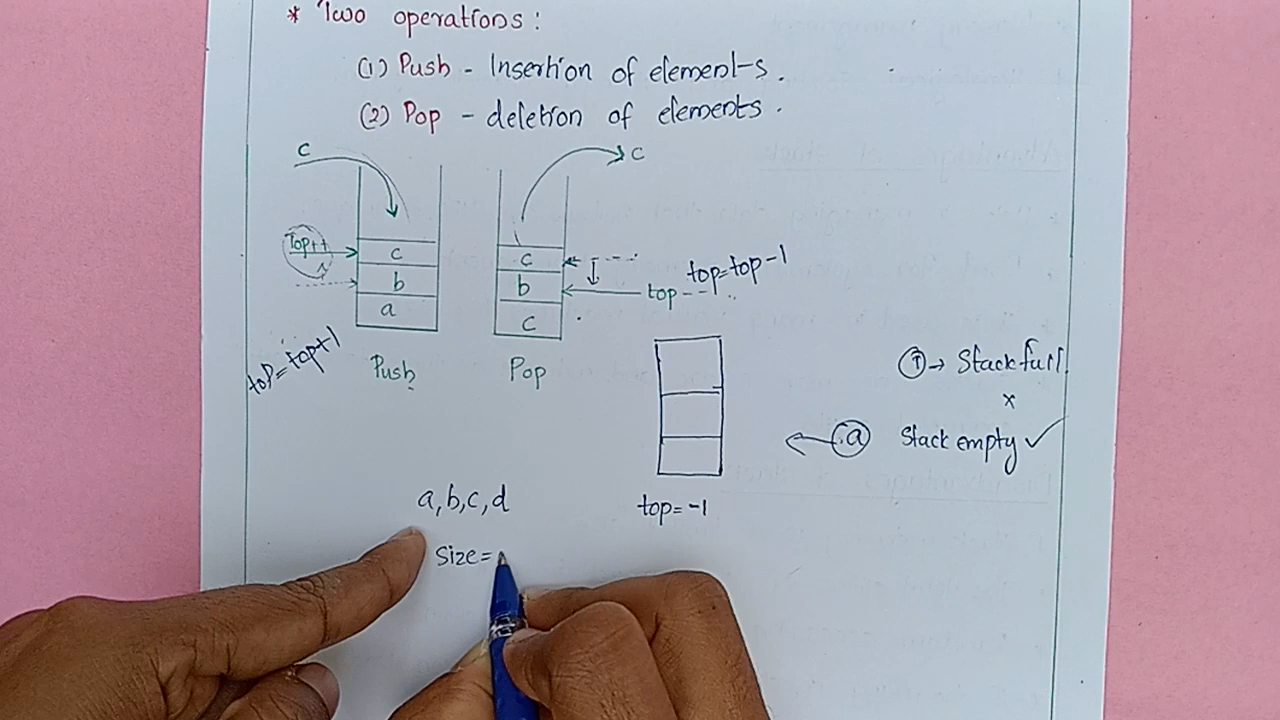 * Two operations:
(1) Push - Insertion of elements.
(2) Pop - deletion of elements.
c
c
Top++
c
b
a
c
b
c
top
top=top-1
top=top+1
Push
Pop
①→ Stack full
x
a Stack empty ✓
a,b,c,d
top=-1
Size=